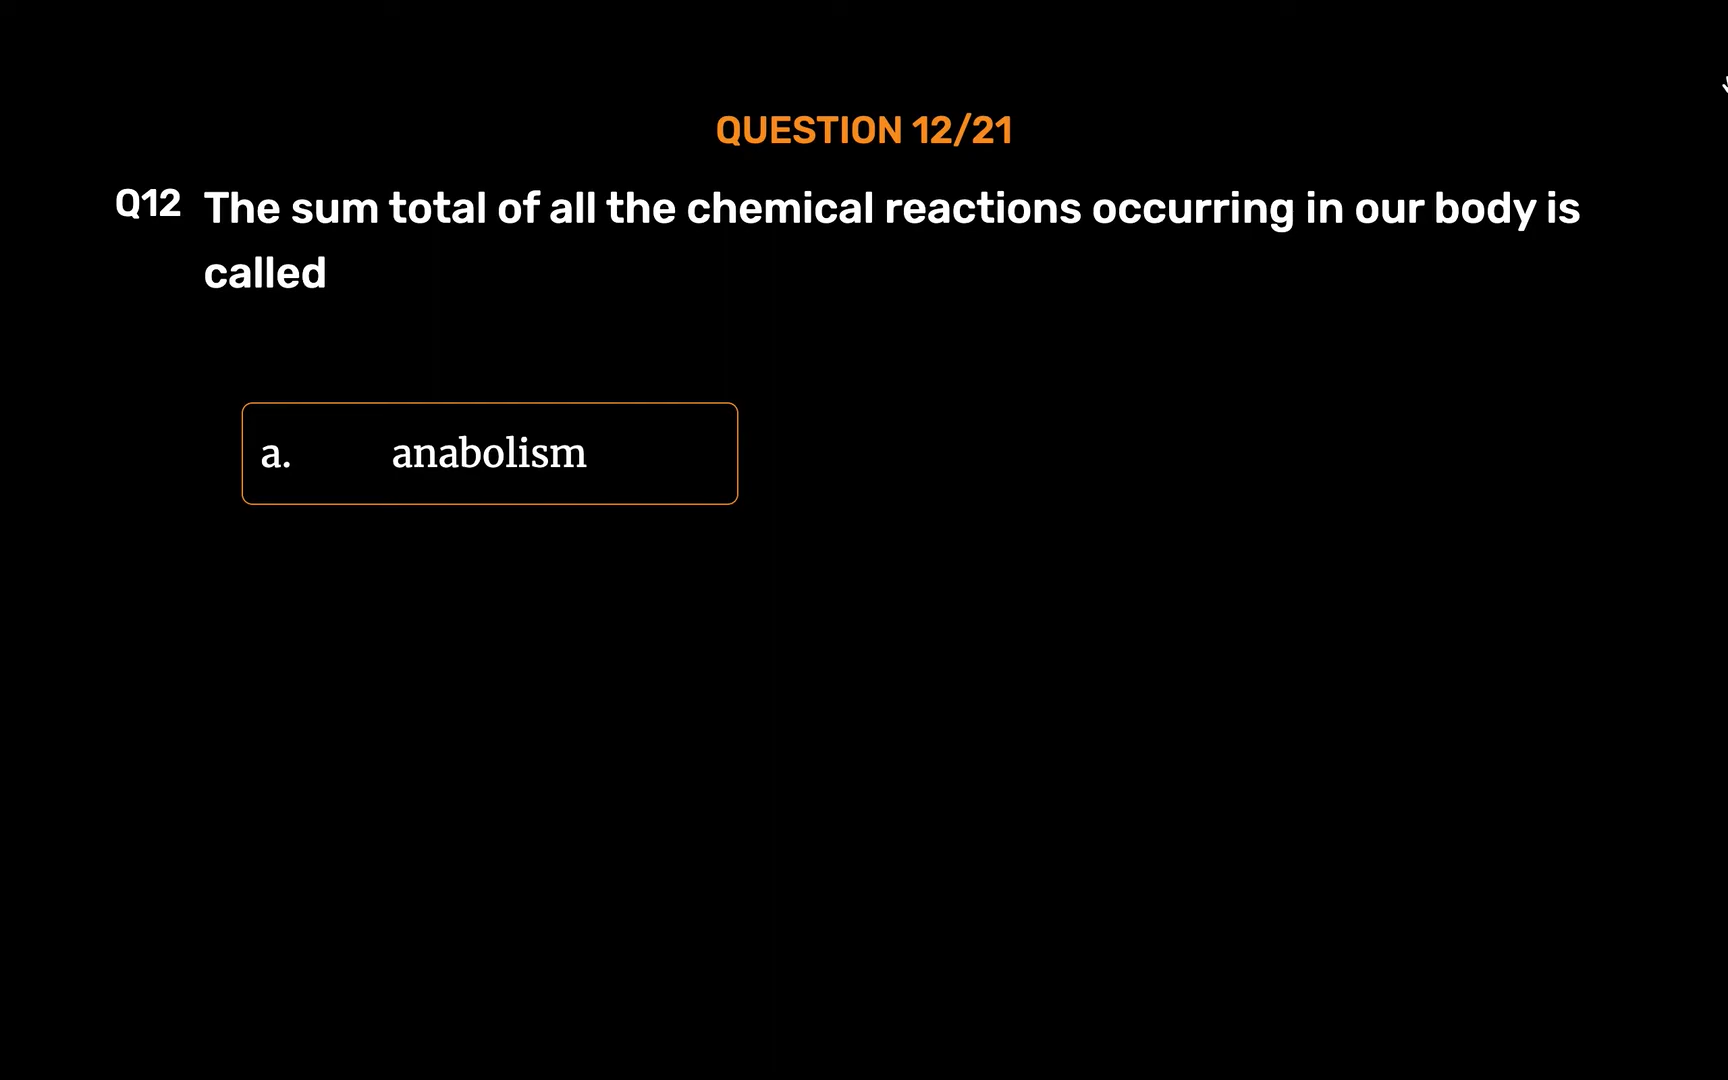 QUESTION 12/21
Q12 The sum total of all the chemical reactions occurring in our body is
called
a. anabolism